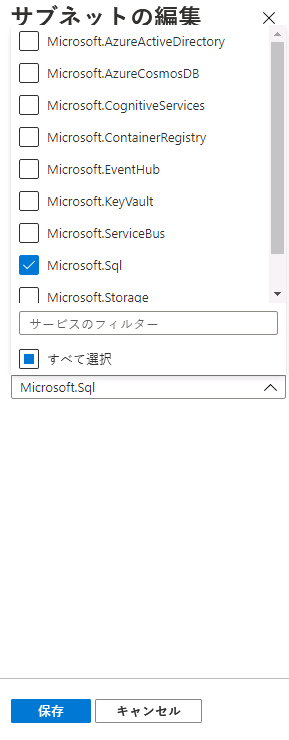 サブネットの編集
Microsoft.AzureActiveDirectory
Microsoft.AzureCosmosDB
Microsoft.CognitiveServices
Microsoft.ContainerRegistry
Microsoft.EventHub
Microsoft.KeyVault
Microsoft.ServiceBus
Microsoft.Sql
Microsoft.Storage
サービスのフィルター
すべて選択
Microsoft.Sql
保存
キャンセル